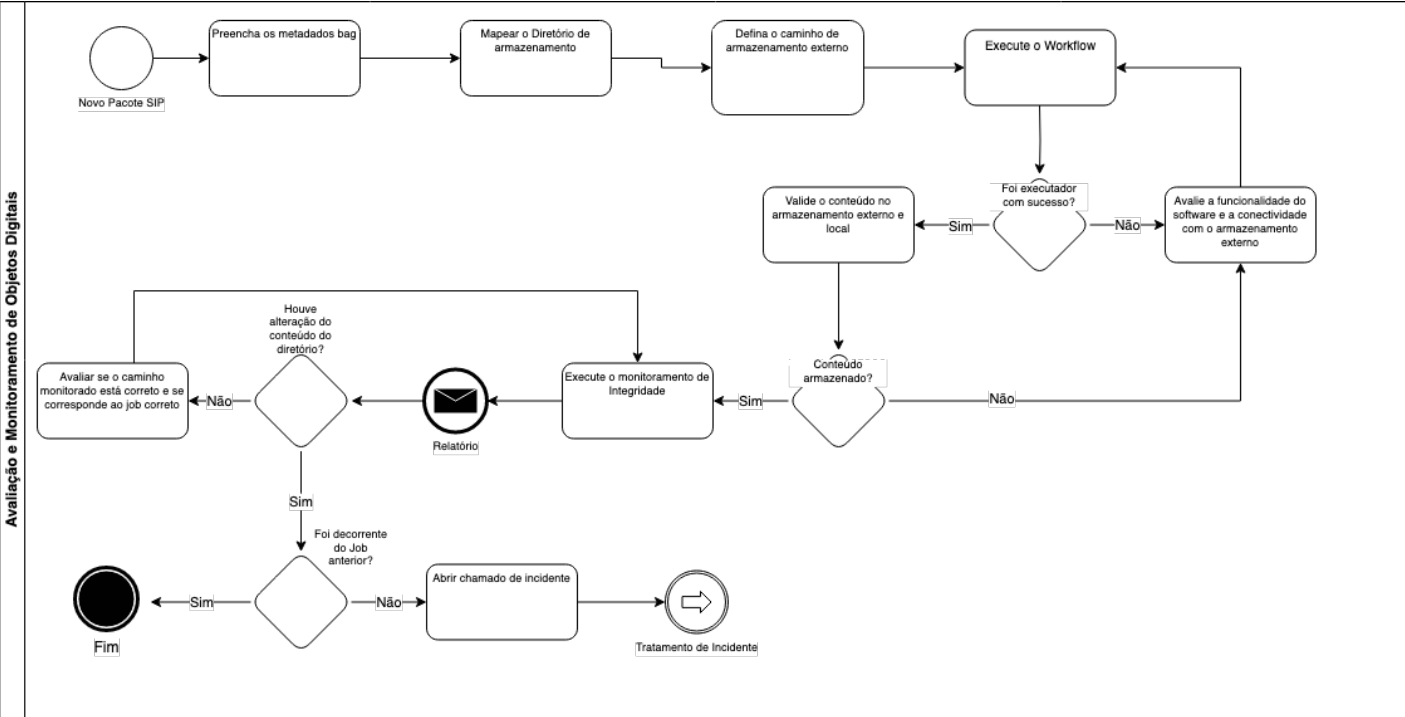 Avaliação e Monitoramento de Objetos Digitais
Novo Pacote SIP
Preencha os metadados bag
Mapear o Diretório de
armazenamento
Defina o caminho de
armazenamento externo
Execute o Workflow
Foi executador
com sucesso?
Sim
Não
Valide o conteúdo no
armazenamento externo e
local
Avalie a funcionalidade do
software e a conectividade
com o armazenamento
externo
Conteúdo
armazenado?
Sim
Não
Execute o monitoramento de
Integridade
Relatório
Houve
alteração do
conteúdo do
diretório?
Não
Avaliar se o caminho
monitorado está correto e se
corresponde ao job correto
Sim
Foi decorrente
do Job
anterior?
Sim
Não
Fim
Abrir chamado de incidente
Tratamento de Incidente